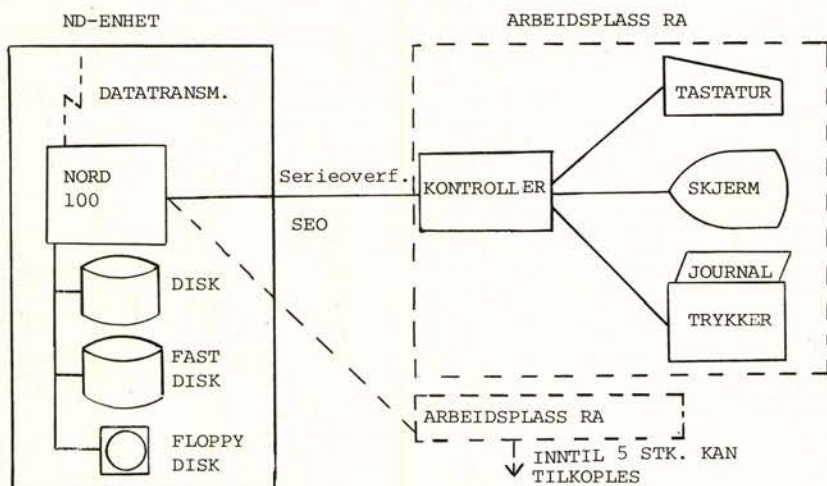 ND-ENHET
DATATRANSM.
NORD
100
DISK
FAST
DISK
FLOPPY
DISK
Serieoverf.
SEO
ARBEIDSPLASS RA
KONTROLLER
TASTATUR
SKJERM
JOURNAL
TRYKKER
ARBEIDSPLASS RA
INNTIL 5 STK. KAN
TILKOPLES